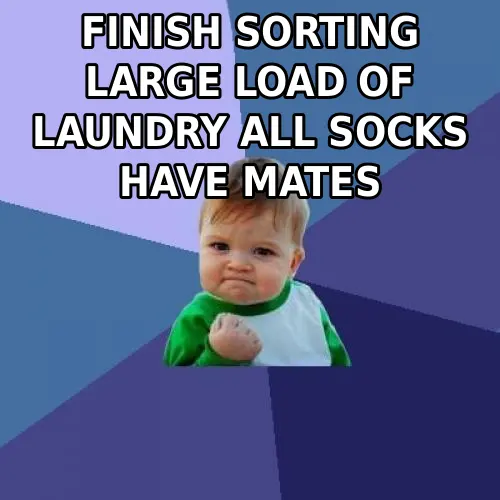 FINISH SORTING
LARGE LOAD OF
LAUNDRY ALL SOCKS
HAVE MATES